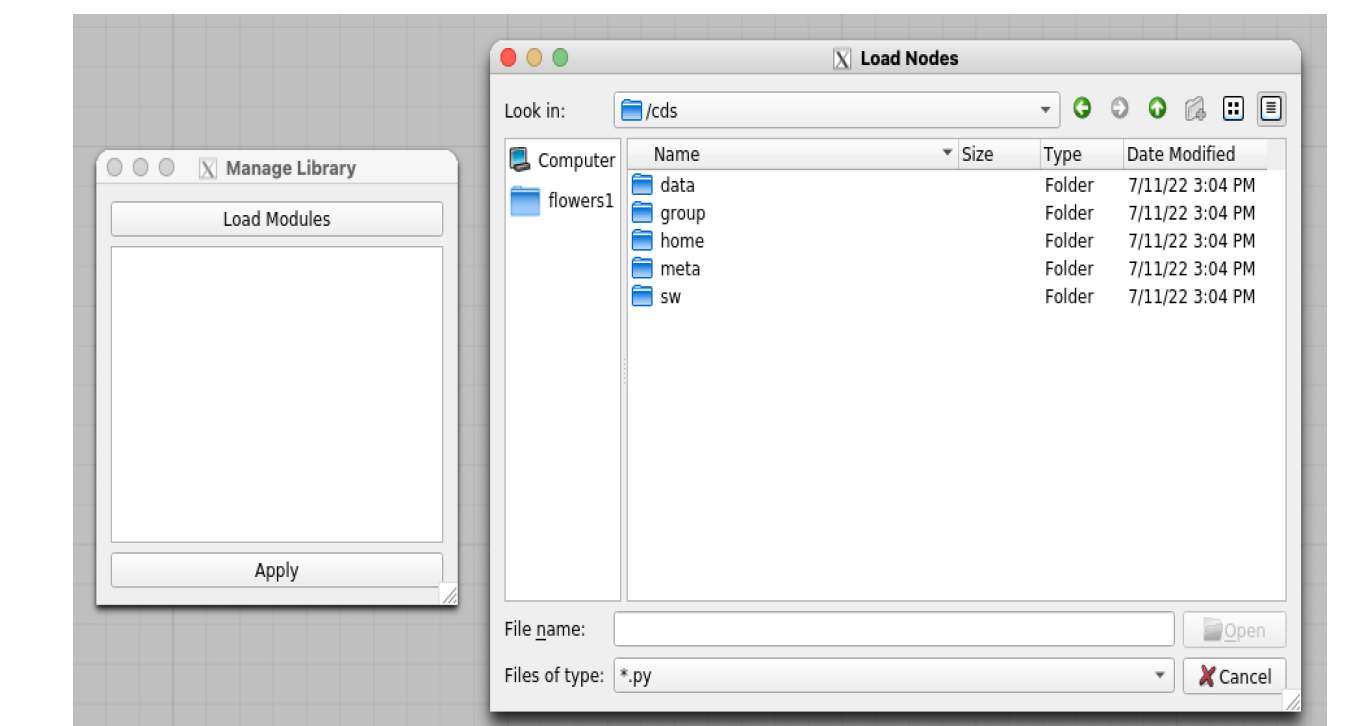 Manage Library
Load Modules
Apply
Load Nodes
Look in: /cds
Computer
flowers1
Name Size Type Date Modified
data Folder 7/11/22 3:04 PM
group Folder 7/11/22 3:04 PM
home Folder 7/11/22 3:04 PM
meta Folder 7/11/22 3:04 PM
sw Folder 7/11/22 3:04 PM
File name: Open
Files of type: *.py Cancel